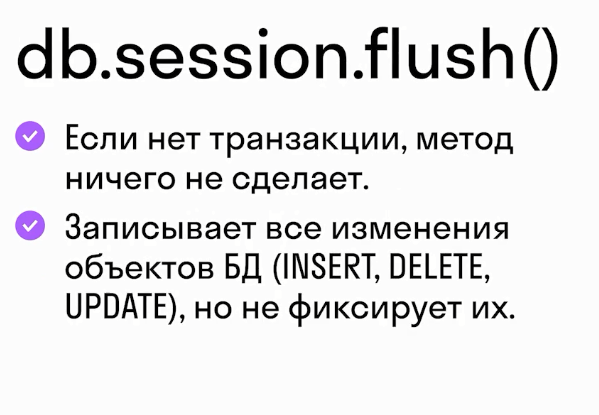 db.session.flush()
Если нет транзакции, метод
ничего не сделает.
Записывает все изменения
объектов БД (INSERT, DELETE,
UPDATE), но не фиксирует их.